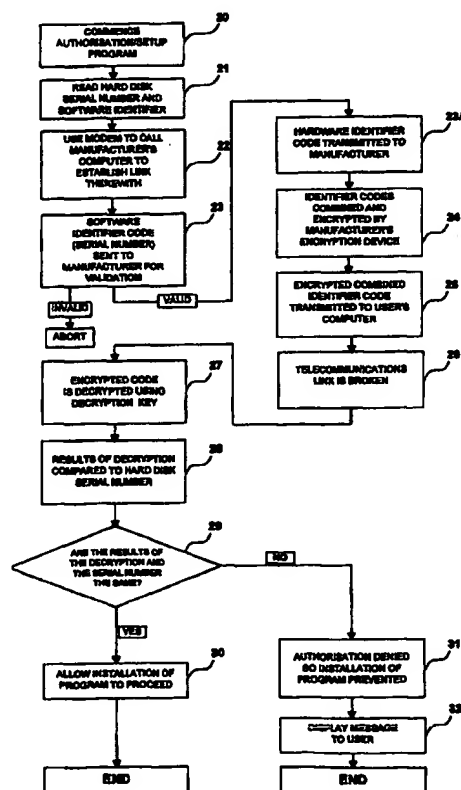 20
COMMENCE
AUTHORISATION/SETUP
PROGRAM
21
READ HARD DISK
SERIAL NUMBER AND
SOFTWARE IDENTIFIER
22
USE MODEM TO CALL
MANUFACTURER'S
COMPUTER TO
ESTABLISH LINK
THEREWITH
23
SOFTWARE
IDENTIFIER CODE
(SERIAL NUMBER)
SENT TO
MANUFACTURER FOR
VALIDATION
INVALID
VALID
ABORT
23A
HARDWARE IDENTIFIER
CODE TRANSMITTED TO
MANUFACTURER
24
IDENTIFIER CODES
COMBINED AND
ENCRYPTED BY
MANUFACTURER'S
ENCRYPTION DEVICE
25
ENCRYPTED COMBINED
IDENTIFIER CODE
TRANSMITTED TO USER'S
COMPUTER
26
TELECOMMUNICATIONS
LINK IS BROKEN
27
ENCRYPTED CODE
IS DECRYPTED USING
DECRYPTION KEY
28
RESULTS OF DECRYPTION
COMPARED TO HARD DISK
SERIAL NUMBER
29
ARE THE RESULTS OF
THE DECRYPTION AND
THE SERIAL NUMBER
THE SAME?
NO
YES
30
ALLOW INSTALLATION OF
PROGRAM TO PROCEED
31
AUTHORISATION DENIED
SO INSTALLATION OF
PROGRAM PREVENTED
32
DISPLAY MESSAGE
TO USER
END
END